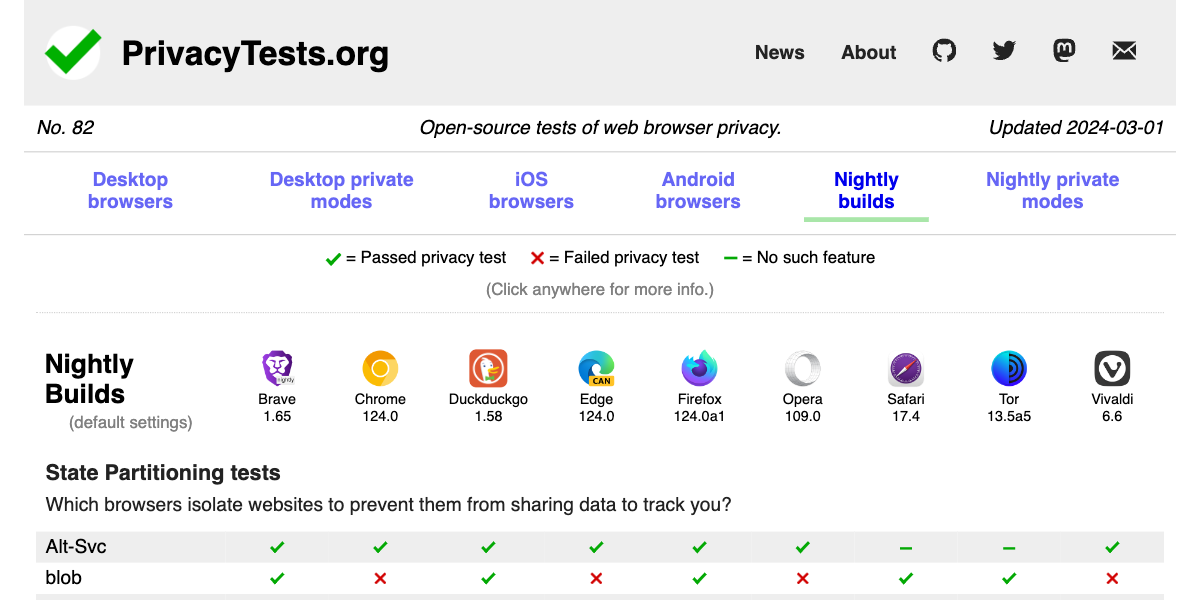 PrivacyTests.org
News About
No. 82 Open-source tests of web browser privacy. Updated 2024-03-01
Desktop browsers
Desktop private modes
iOS browsers
Android browsers
Nightly builds
Nightly private modes
= Passed privacy test = Failed privacy test = No such feature
(Click anywhere for more info.)
Nightly
Builds
(default settings)
Brave
1.65
Chrome
124.0
Duckduckgo
1.58
CAN
Edge
124.0
Firefox
124.0a1
Opera
109.0
Safari
17.4
Tor
13.5a5
Vivaldi
6.6
State Partitioning tests
Which browsers isolate websites to prevent them from sharing data to track you?
Alt-Svc
blob